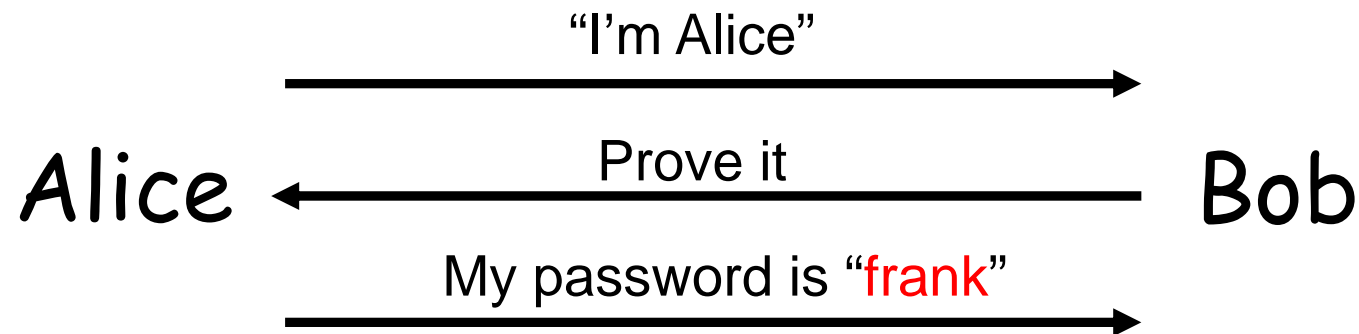 “I’m Alice”
Prove it
Alice
Bob
My password is “frank”